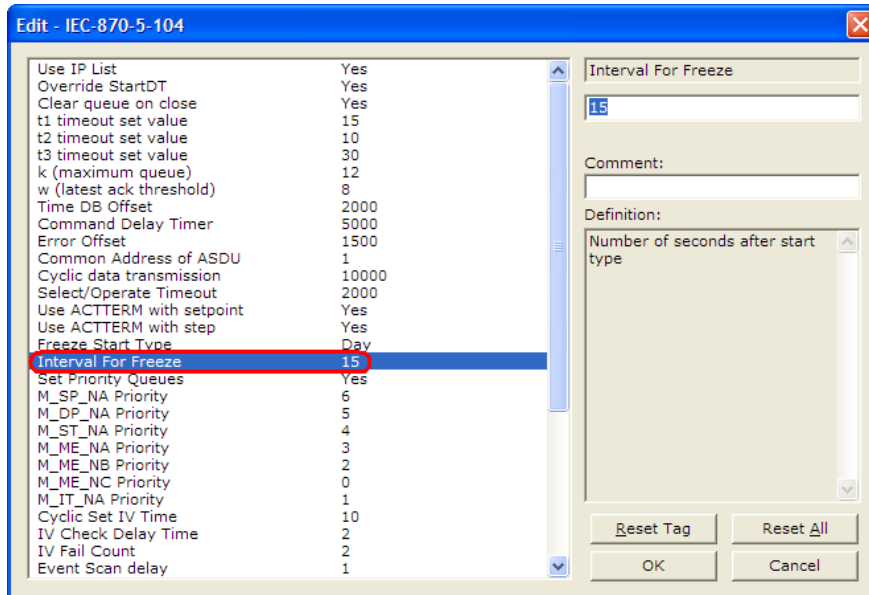 Edit - IEC-870-5-104
Use IP List Yes
Override StartDT Yes
Clear queue on close Yes
t1 timeout set value 15
t2 timeout set value 10
t3 timeout set value 30
k (maximum queue) 12
w (latest ack threshold) 8
Time DB Offset 2000
Command Delay Timer 5000
Error Offset 1500
Common Address of ASDU 1
Cyclic data transmission 10000
Select/Operate Timeout 2000
Use ACTTERM with setpoint Yes
Use ACTTERM with step Yes
Freeze Start Type Day
Interval For Freeze 15
Set Priority Queues Yes
M_SP_NA Priority 6
M_DP_NA Priority 5
M_ST_NA Priority 4
M_ME_NA Priority 3
M_ME_NB Priority 2
M_ME_NC Priority 0
M_IT_NA Priority 1
Cyclic Set IV Time 10
IV Check Delay Time 2
IV Fail Count 2
Event Scan delay 1
Interval For Freeze
15
Comment:
Definition:
Number of seconds after start
type
Reset Tag Reset All
OK Cancel